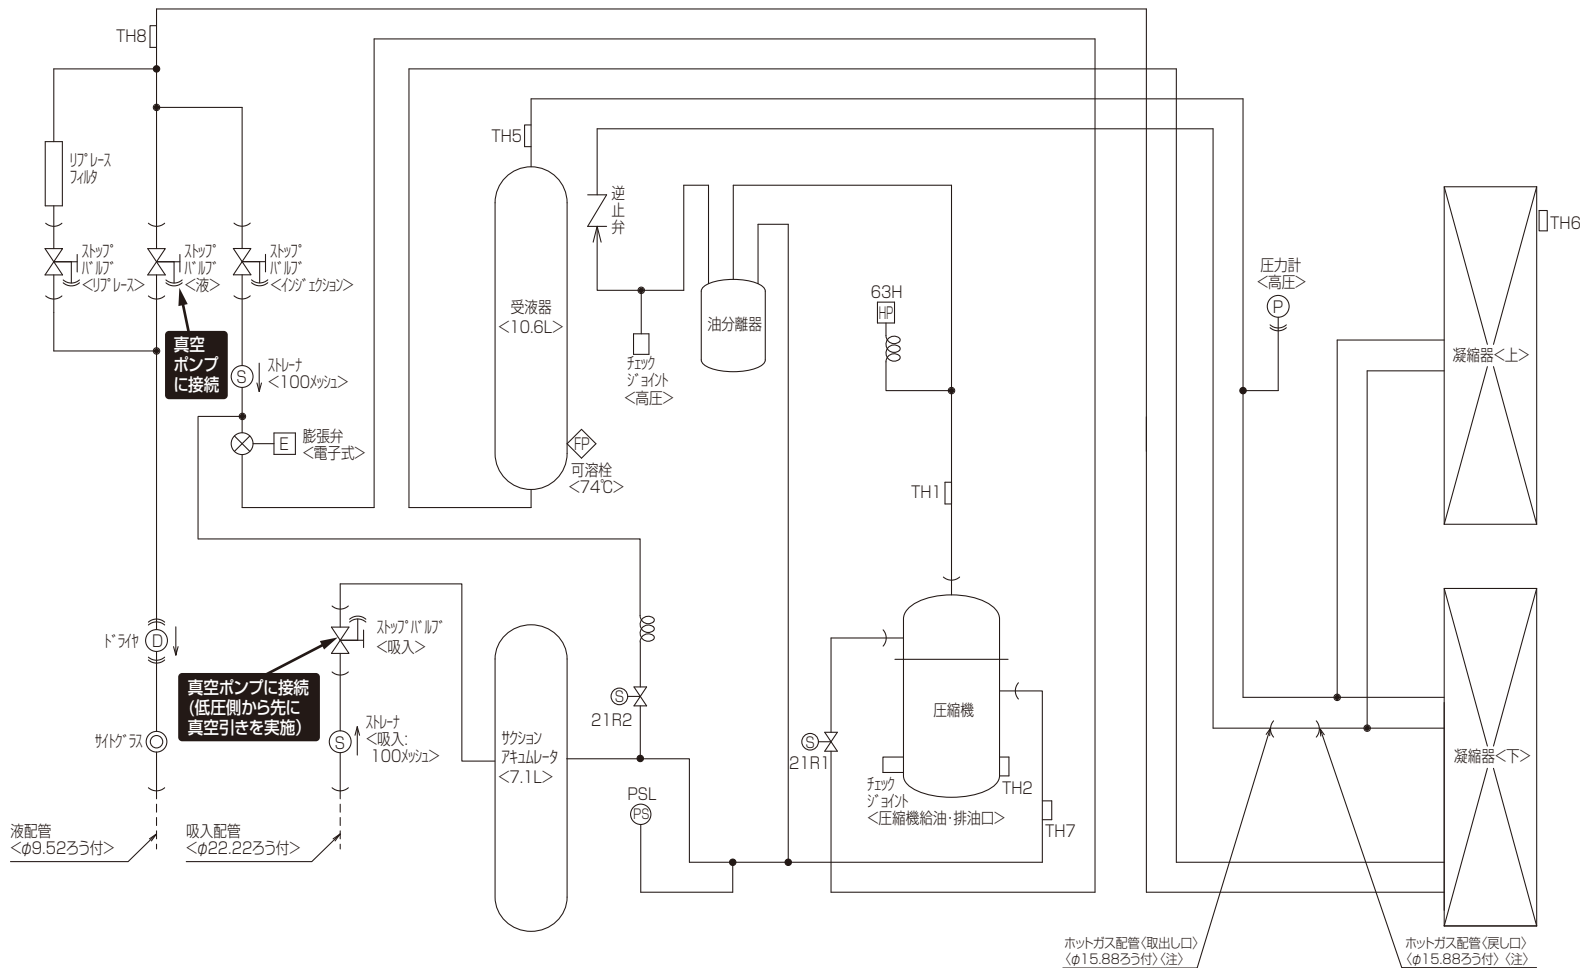 TH8
リプレース
フィルタ
ストップ
バルブ
<リプレース>
ストップ
バルブ
<液>
ストップ
バルブ
<インジェクション>
真空
ポンプ
に接続
S
ストレーナ
<100メッシュ>
E
膨張弁
<電子式>
TH5
受液器
<10.6L>
FP
可溶栓
<74℃>
逆
止
弁
チェック
ジョイント
<高圧>
油分離器
63H
HP
TH1
圧力計
<高圧>
P
TH6
凝縮器<上>
ドライヤ
D
サイトグラス
液配管
<φ9.52ろう付>
ストップバルブ
<吸入>
真空ポンプに接続
(低圧側から先に
真空引きを実施)
S
ストレーナ
<吸入:
100メッシュ>
吸入配管
<φ22.22ろう付>
サクション
アキュムレータ
<7.1L>
S
21R2
PSL
PS
S
21R1
圧縮機
チェック
ジョイント
<圧縮機給油・排油口>
TH2
TH7
凝縮器<下>
ホットガス配管〈取出し口〉
〈φ15.88ろう付〉〈注〉
ホットガス配管〈戻し口〉
〈φ15.88ろう付〉〈注〉